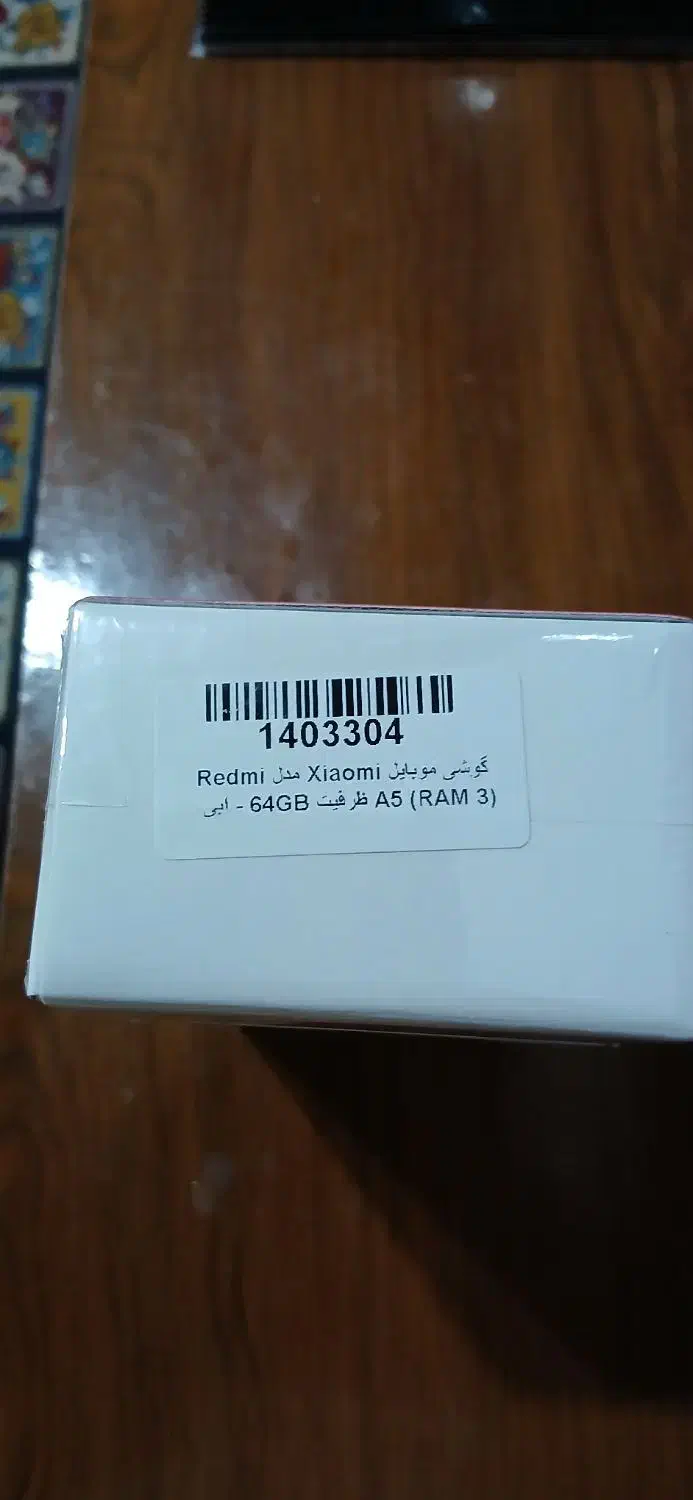 1403304
گوشی موبایل Xiaomi مدل Redmi
A5 (RAM 3) ظرفیت 64GB - ابی